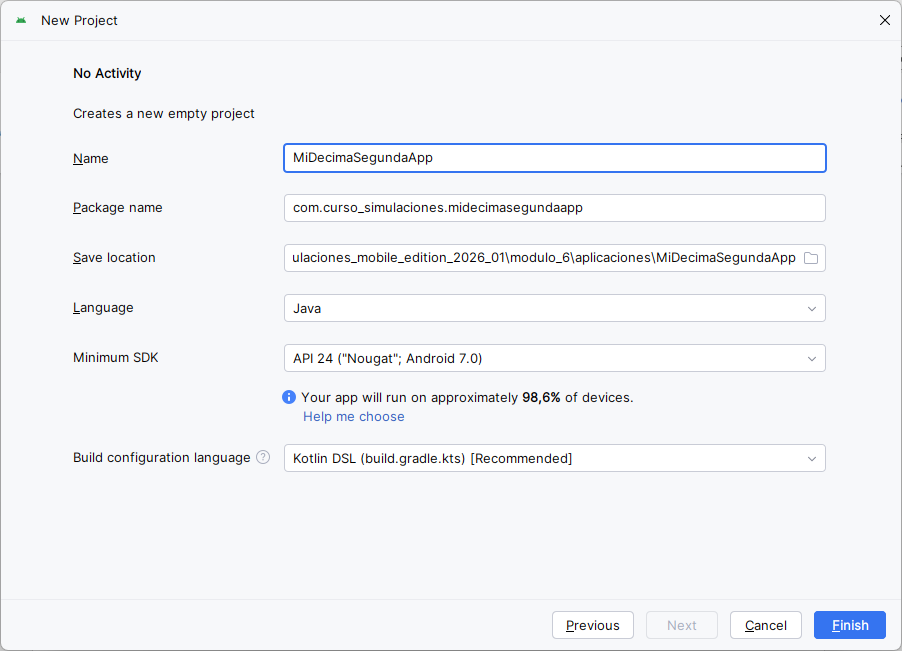 New Project
No Activity
Creates a new empty project
Name MiDecimaSegundaApp
Package name com.curso_simulaciones.midecimasegundaapp
Save location ulaciones_mobile_edition_2026_01\modulo_6\aplicaciones\MiDecimaSegundaApp
Language Java
Minimum SDK API 24 ("Nougat"; Android 7.0)
Your app will run on approximately 98,6% of devices.
Help me choose
Build configuration language ? Kotlin DSL (build.gradle.kts) [Recommended]
Previous Next Cancel Finish